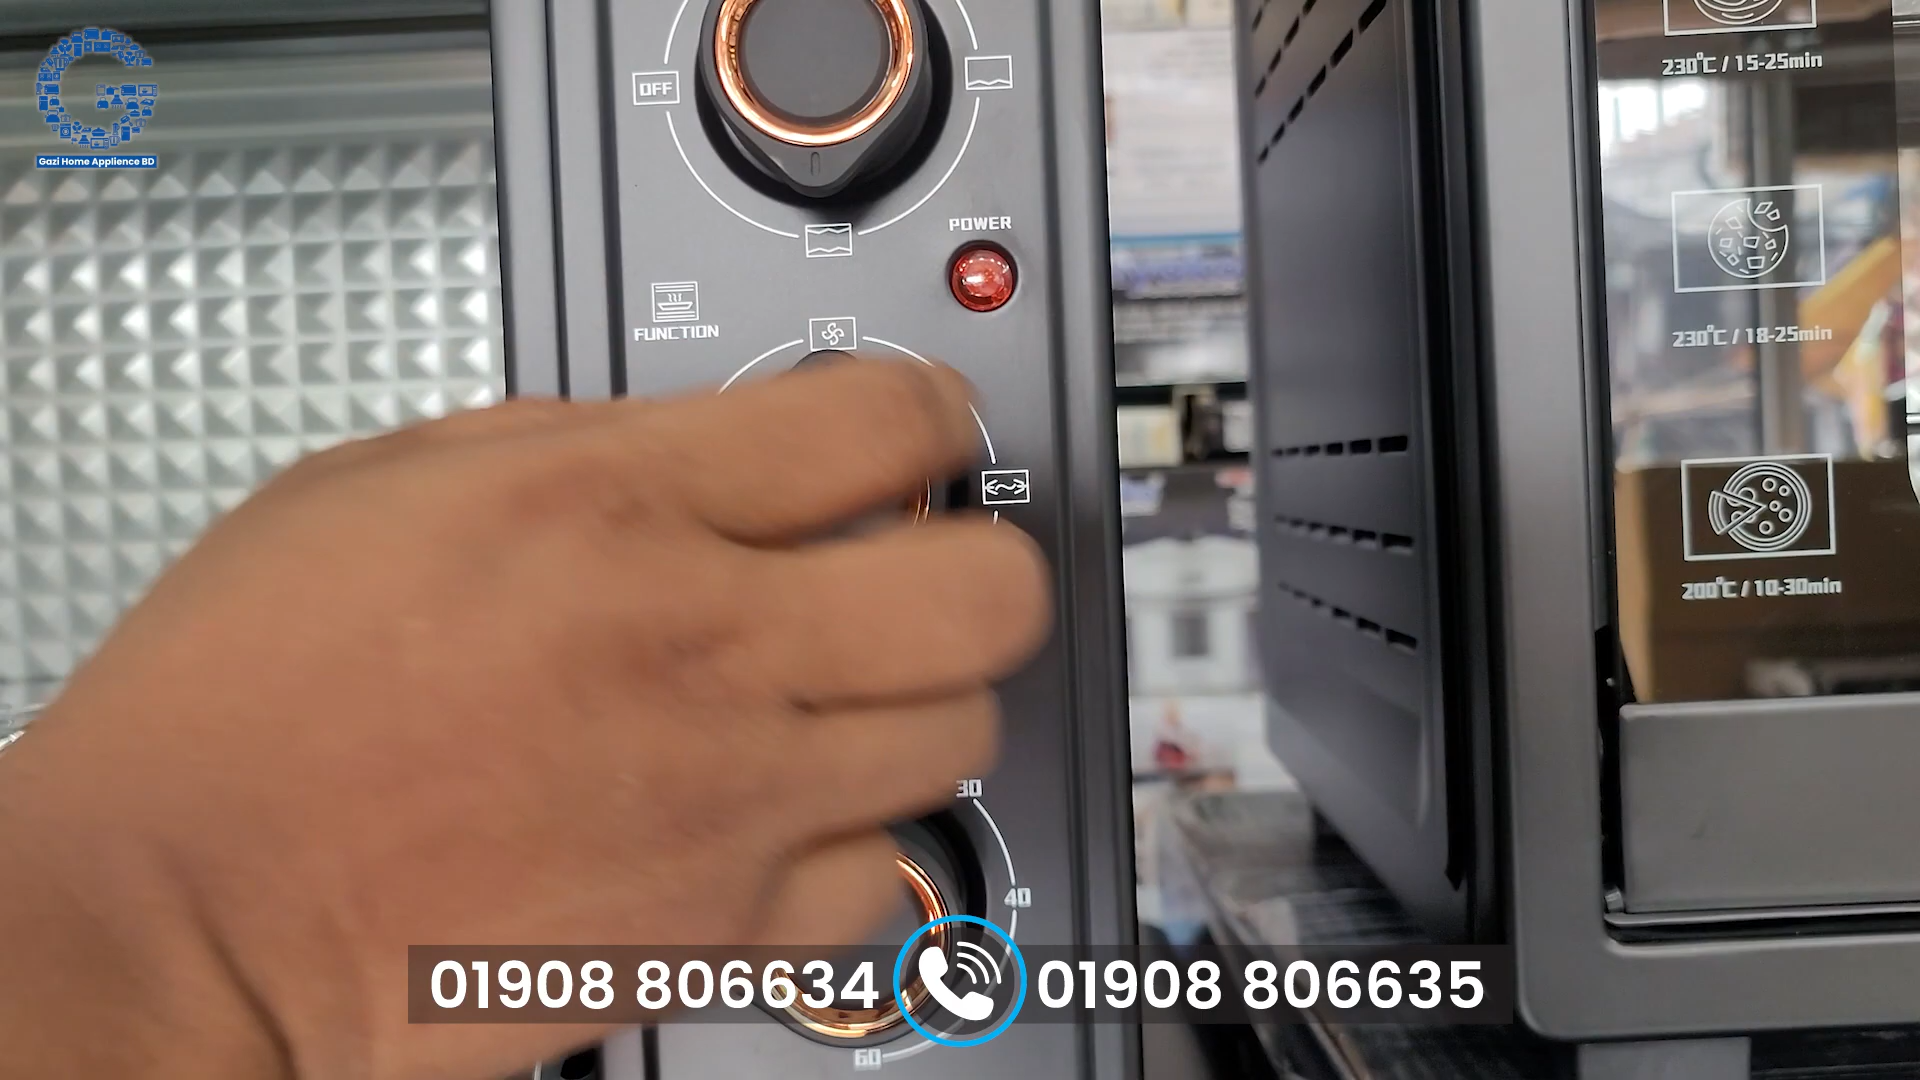 Gazi Home Applience BD
OFF
POWER
FUNCTION
30
40
60
230°C / 15-25min
230°C / 18-25min
200°C / 10-30min
01908 806634
01908 806635